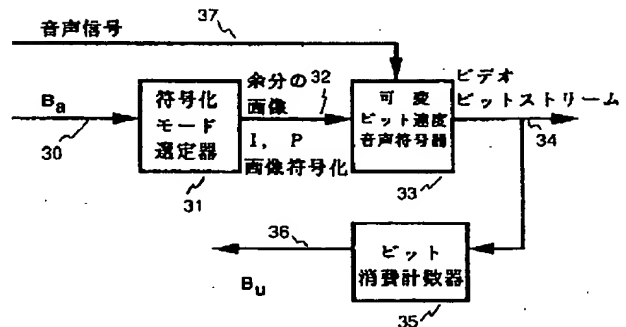 音声信号
37
Ba
30
符号化
モード
選定器
31
余分の
画像
32
I, P
画像符号化
可変
ビット速度
音声符号器
33
ビデオ
ビットストリーム
34
36
Bu
ビット
消費計数器
35